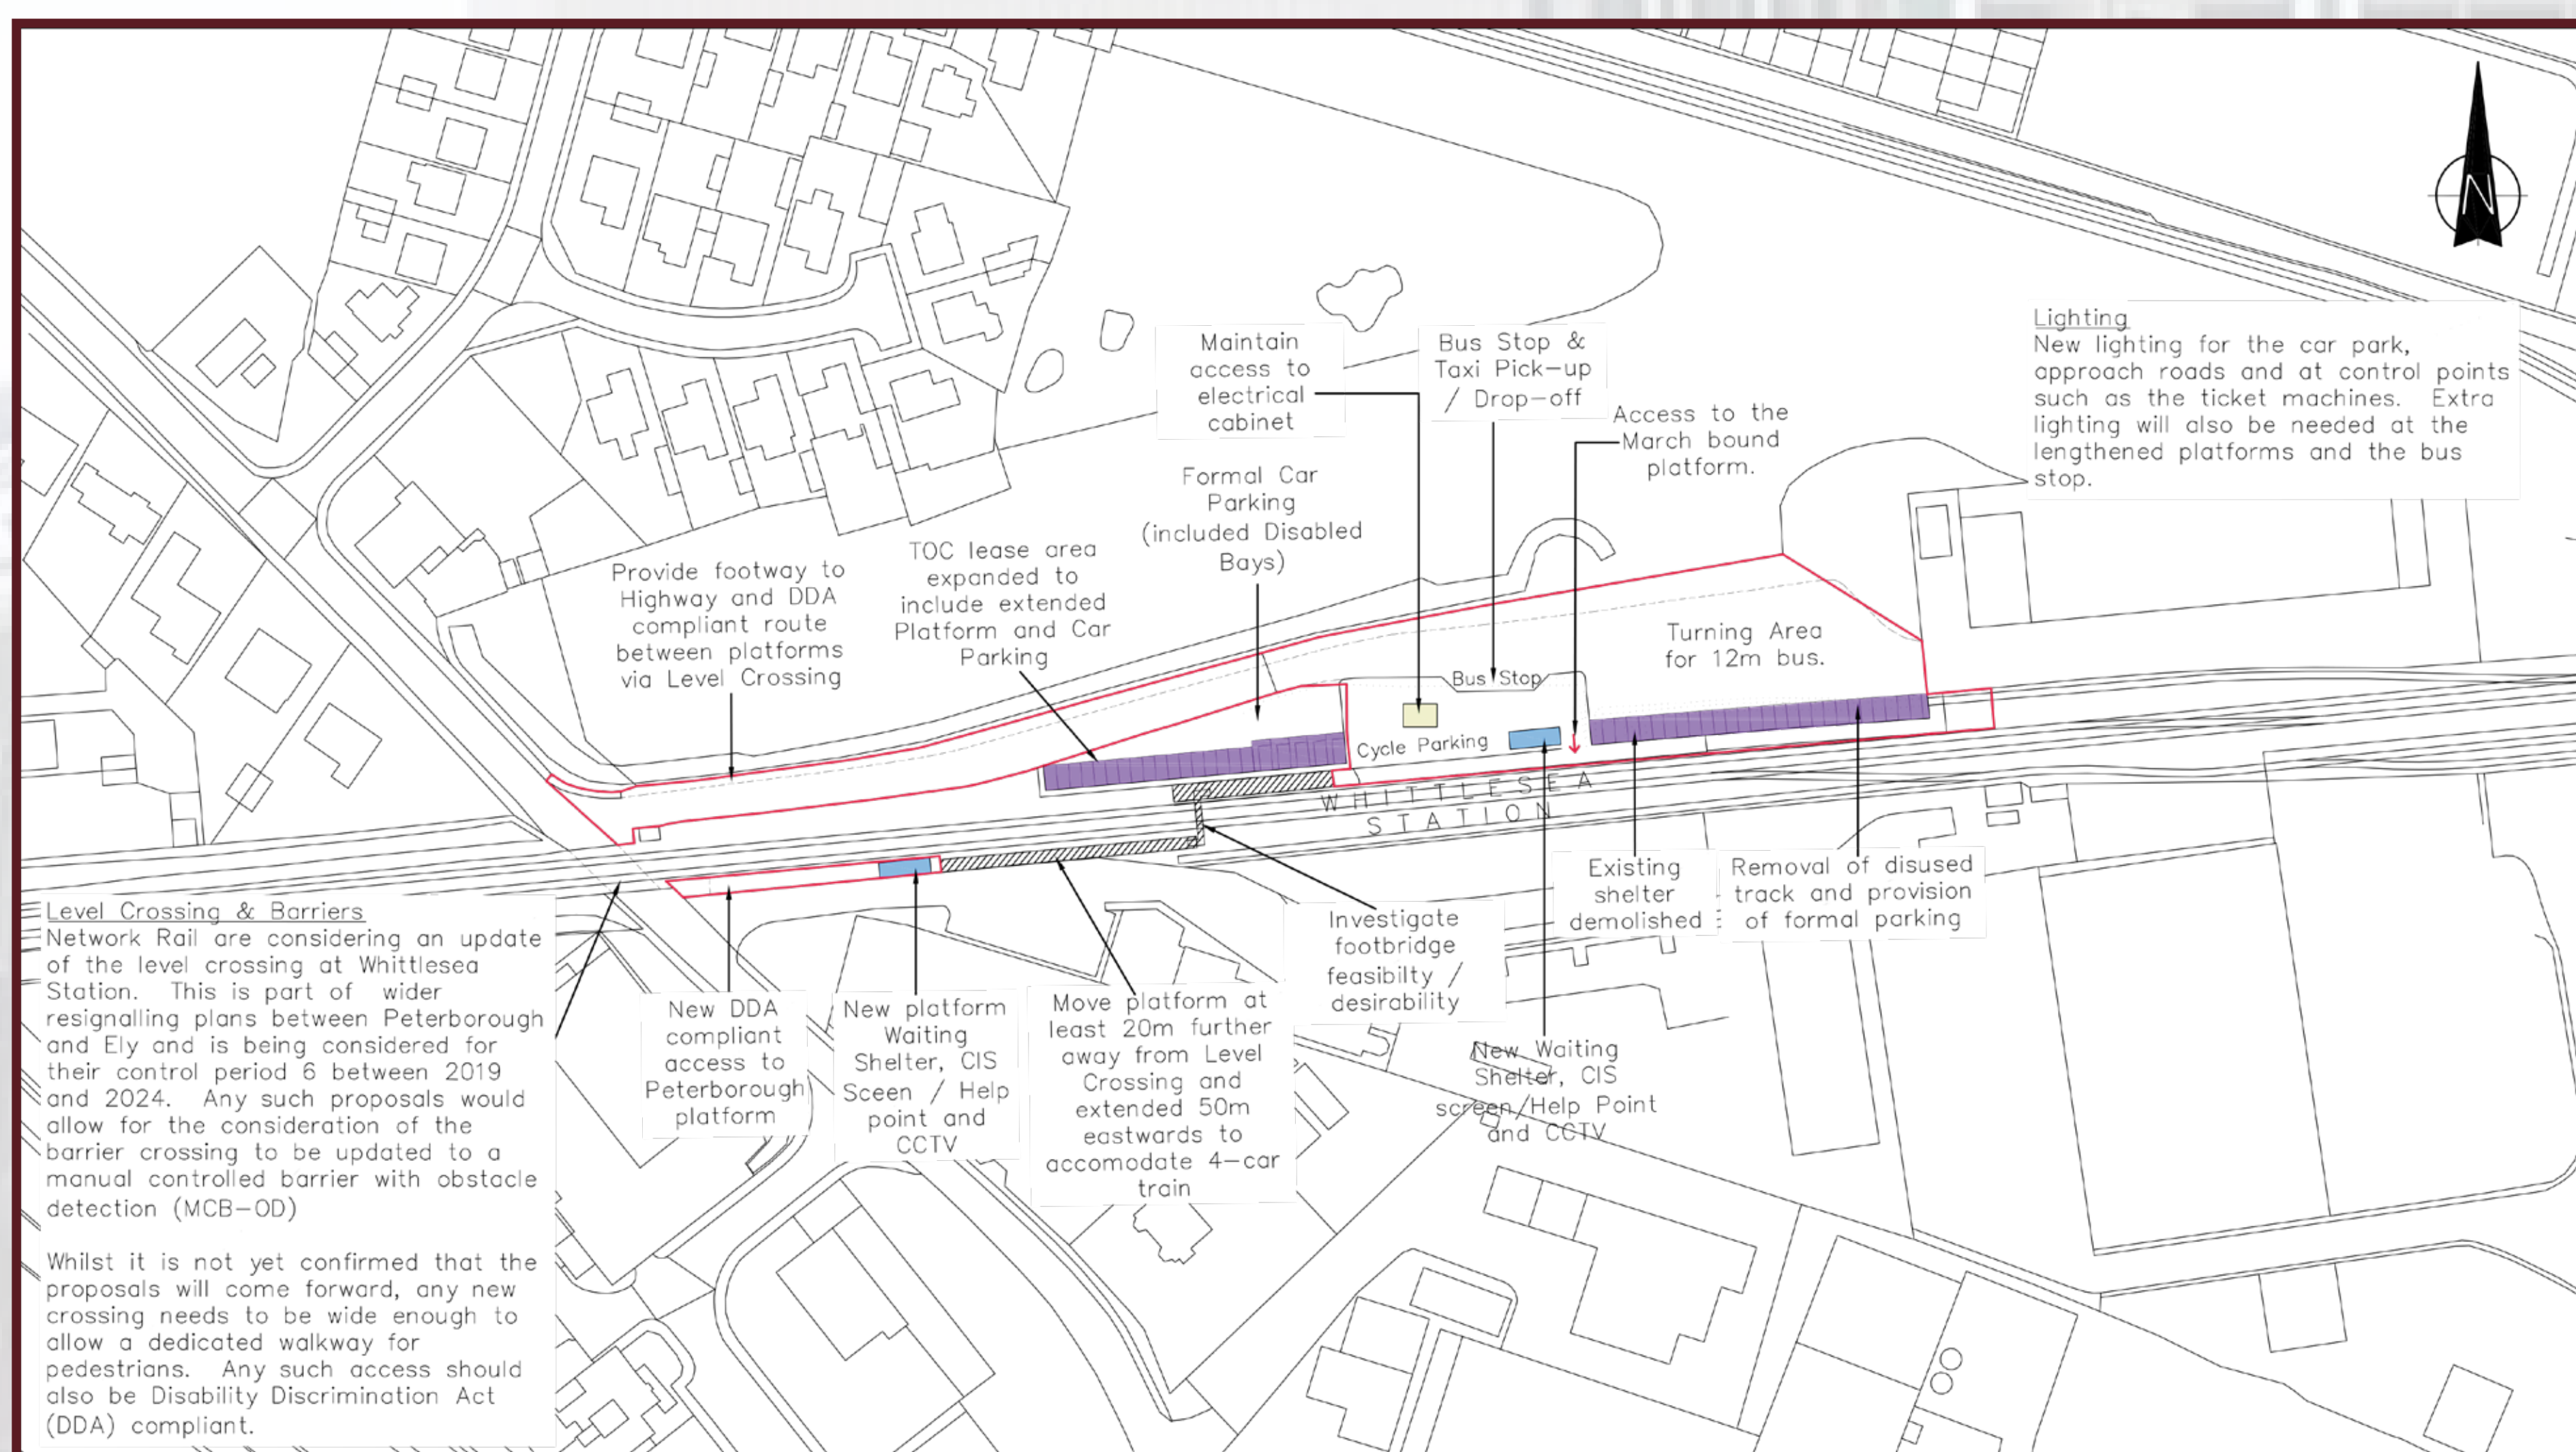 N
Lighting
New lighting for the car park,
approach roads and at control points
such as the ticket machines.  Extra
lighting will also be needed at the
lengthened platforms and the bus
stop.
Maintain
access to
electrical
cabinet
Bus Stop &
Taxi Pick-up
/ Drop-off
Access to the
March bound
platform.
Formal Car
Parking
(included Disabled
Bays)
TOC lease area
expanded to
include extended
Platform and Car
Parking
Provide footway to
Highway and DDA
compliant route
between platforms
via Level Crossing
Turning Area
for 12m bus.
Bus Stop
Cycle Parking
WHITTLESEA
STATION
Level Crossing & Barriers
Network Rail are considering an update
of the level crossing at Whittlesea
Station.  This is part of  wider
resignalling plans between Peterborough
and Ely and is being considered for
their control period 6 between 2019
and 2024.  Any such proposals would
allow for the consideration of the
barrier crossing to be updated to a
manual controlled barrier with obstacle
detection (MCB-OD)
Whilst it is not yet confirmed that the
proposals will come forward, any new
crossing needs to be wide enough to
allow a dedicated walkway for
pedestrians.  Any such access should
also be Disability Discrimination Act
(DDA) compliant.
New DDA
compliant
access to
Peterborough
platform
New platform
Waiting
Shelter, CIS
Sceen / Help
point and
CCTV
Move platform at
least 20m further
away from Level
Crossing and
extended 50m
eastwards to
accomodate 4-car
train
Investigate
footbridge
feasibilty /
desirability
New Waiting
Shelter, CIS
screen/Help Point
and CCTV
Existing
shelter
demolished
Removal of disused
track and provision
of formal parking